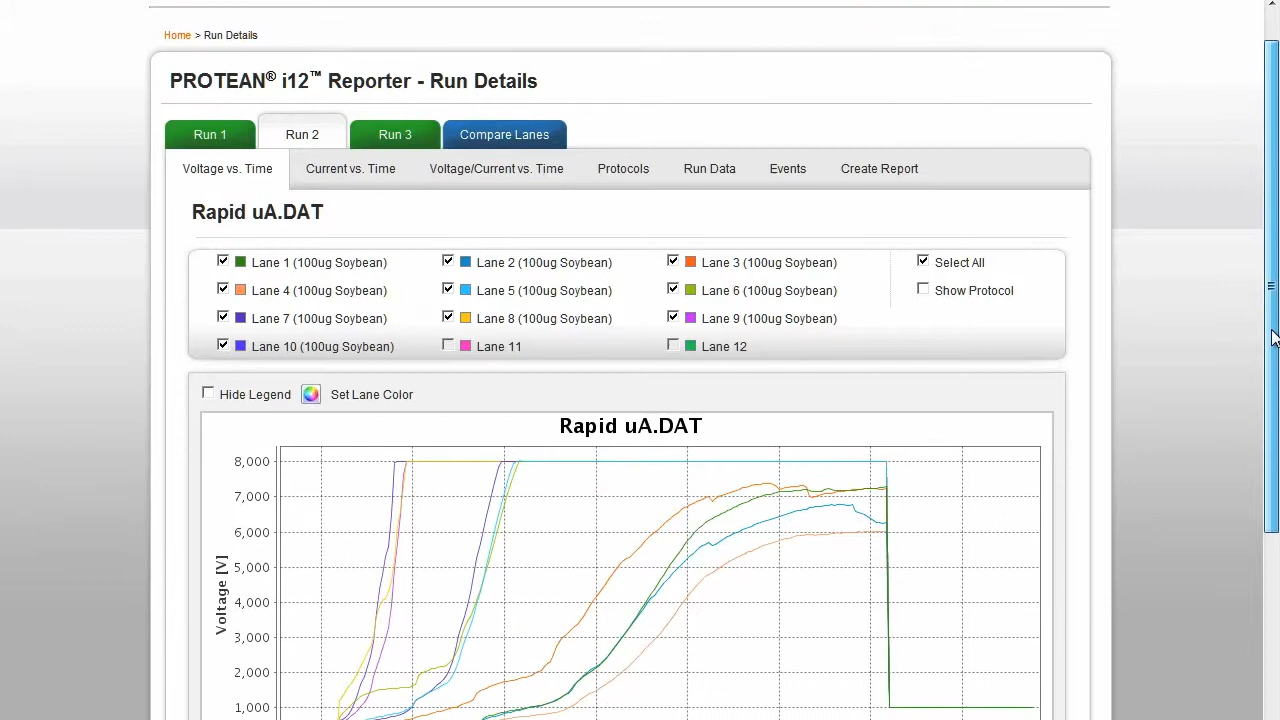 Home > Run Details
PROTEAN® i12™ Reporter - Run Details
Run 1 Run 2 Run 3 Compare Lanes
Voltage vs. Time Current vs. Time Voltage/Current vs. Time Protocols Run Data Events Create Report
Rapid uA.DAT
Lane 1 (100ug Soybean) Lane 2 (100ug Soybean) Lane 3 (100ug Soybean) Select All
Lane 4 (100ug Soybean) Lane 5 (100ug Soybean) Lane 6 (100ug Soybean) Show Protocol
Lane 7 (100ug Soybean) Lane 8 (100ug Soybean) Lane 9 (100ug Soybean)
Lane 10 (100ug Soybean) Lane 11 Lane 12
Hide Legend Set Lane Color
Rapid uA.DAT
8,000
7,000
6,000
5,000
4,000
3,000
2,000
1,000
Voltage [V]